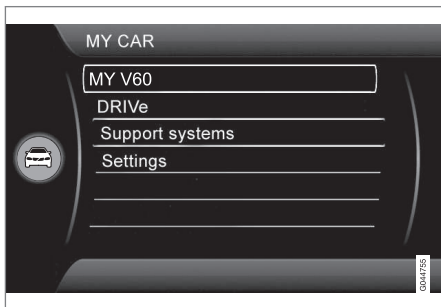 MY CAR
MY V60
DRIVe
Support systems
Settings
G044755